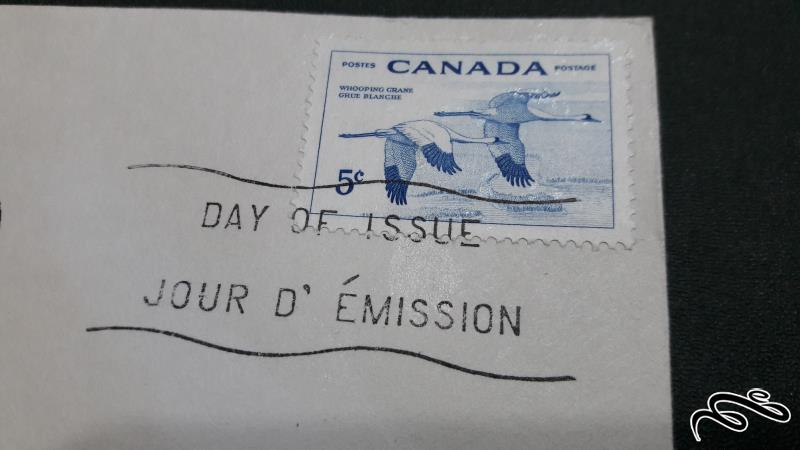 POSTES CANADA POSTAGE
WHOOPING CRANE
GRUE BLANCHE
5¢
DAY OF ISSUE
JOUR D' ÉMISSION